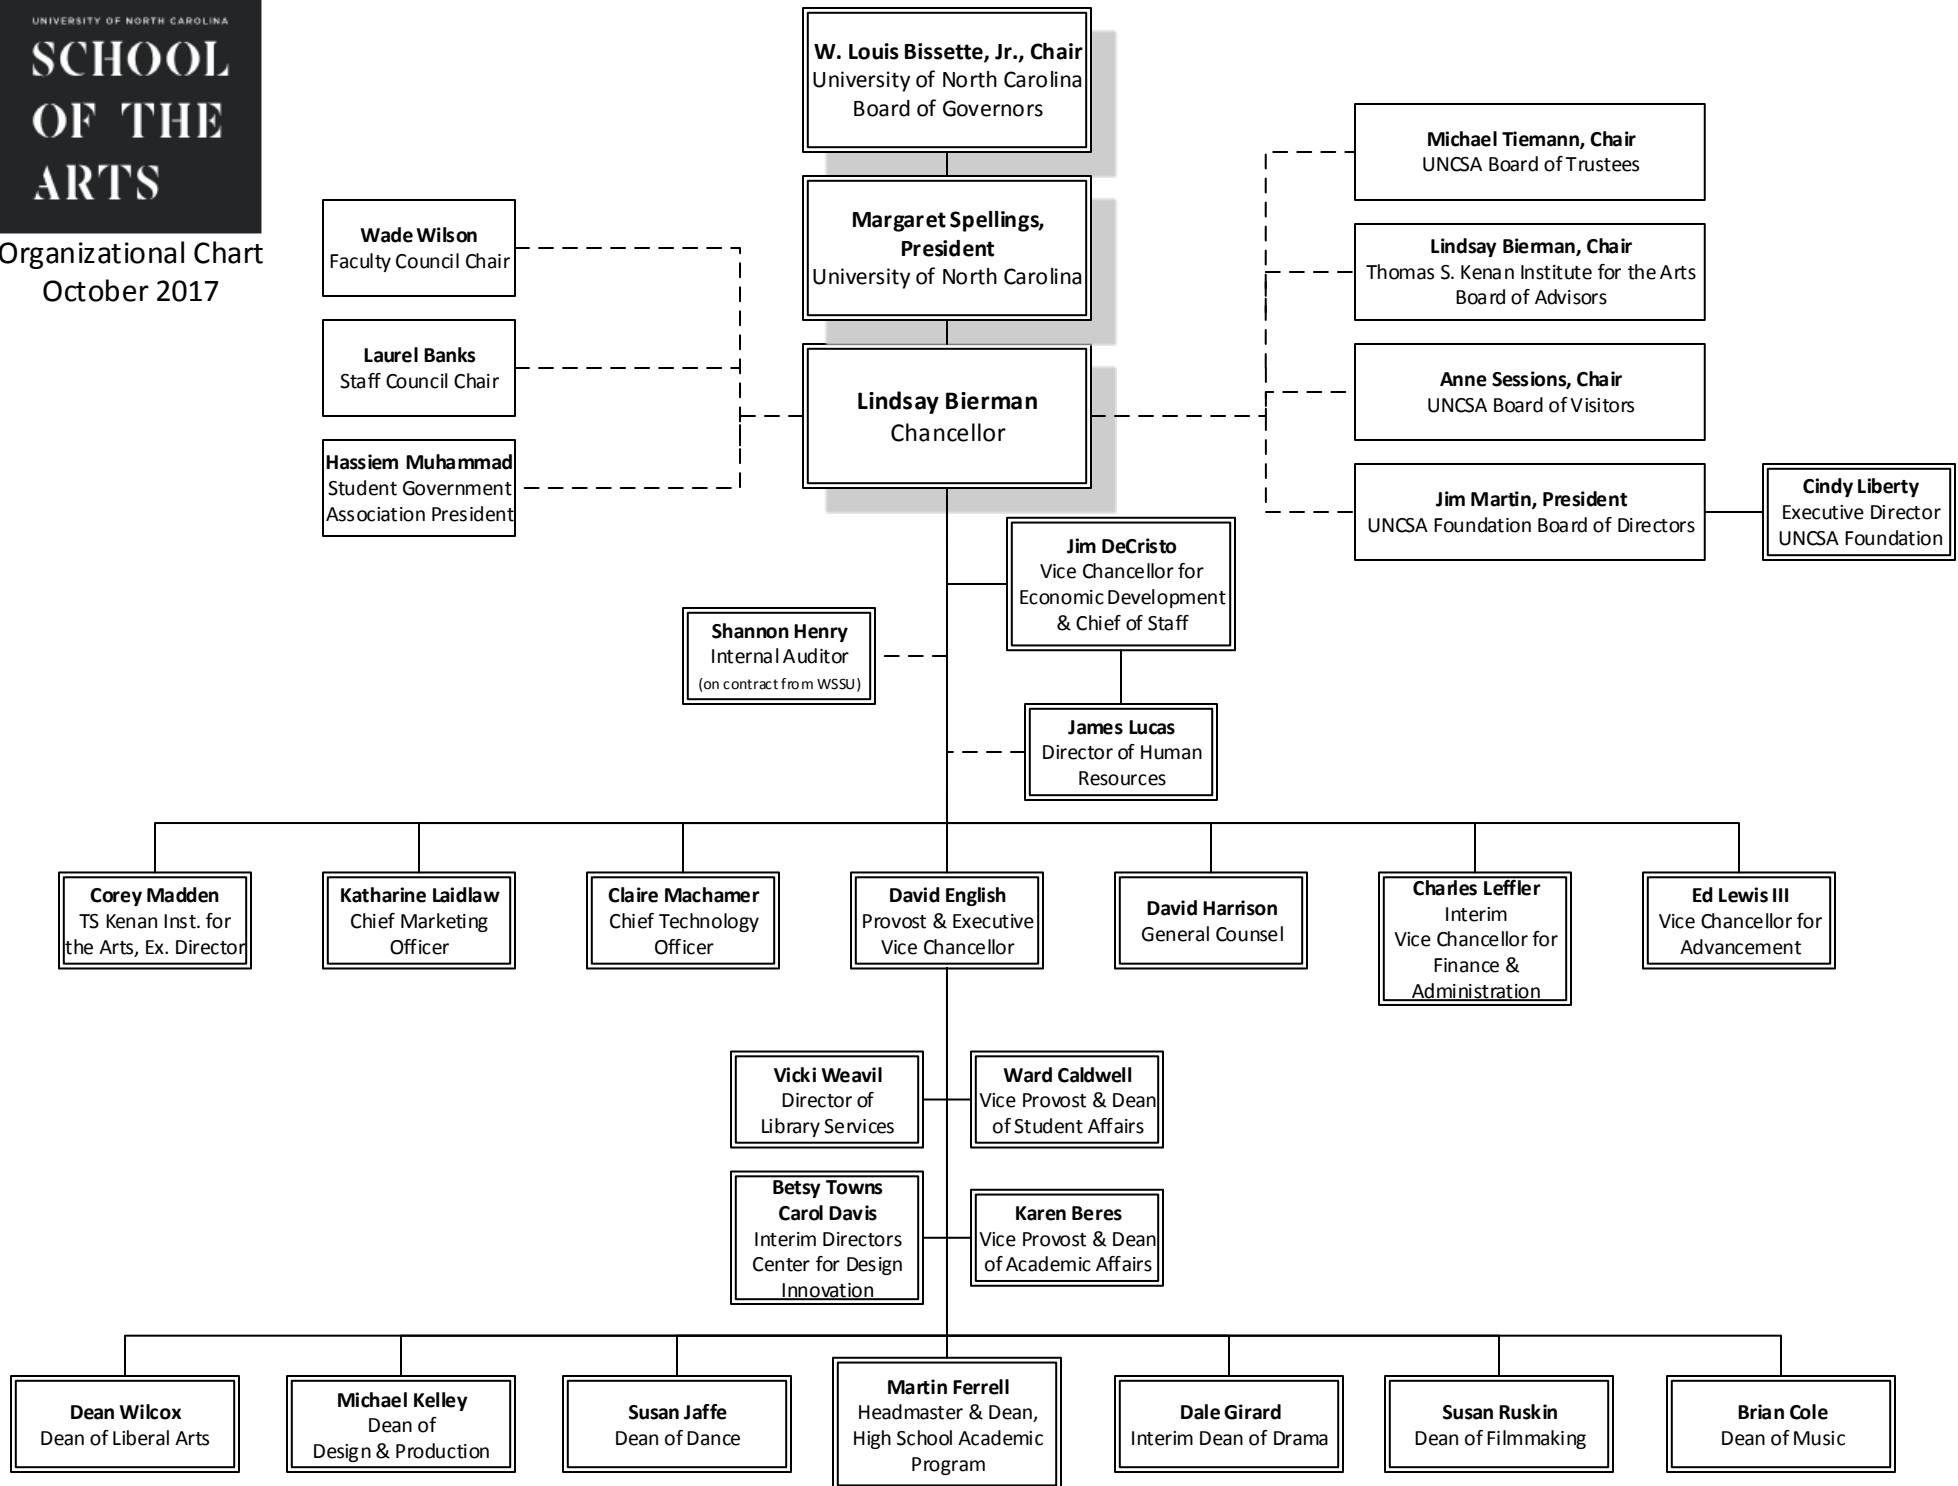 UNIVERSITY OF NORTH CAROLINA
SCHOOL
OF THE
ARTS
Organizational Chart
October 2017
W. Louis Bissette, Jr., Chair
University of North Carolina
Board of Governors
Margaret Spellings,
President
University of North Carolina
Lindsay Bierman
Chancellor
Wade Wilson
Faculty Council Chair
Laurel Banks
Staff Council Chair
Hassiem Muhammad
Student Government
Association President
Michael Tiemann, Chair
UNCSA Board of Trustees
Lindsay Bierman, Chair
Thomas S. Kenan Institute for the Arts
Board of Advisors
Anne Sessions, Chair
UNCSA Board of Visitors
Jim Martin, President
UNCSA Foundation Board of Directors
Cindy Liberty
Executive Director
UNCSA Foundation
Jim DeCristo
Vice Chancellor for
Economic Development
& Chief of Staff
Shannon Henry
Internal Auditor
(on contract from WSSU)
James Lucas
Director of Human
Resources
Corey Madden
TS Kenan Inst. for
the Arts, Ex. Director
Katharine Laidlaw
Chief Marketing
Officer
Claire Machamer
Chief Technology
Officer
David English
Provost & Executive
Vice Chancellor
David Harrison
General Counsel
Charles Leffler
Interim
Vice Chancellor for
Finance &
Administration
Ed Lewis III
Vice Chancellor for
Advancement
Vicki Weavil
Director of
Library Services
Ward Caldwell
Vice Provost & Dean
of Student Affairs
Betsy Towns
Carol Davis
Interim Directors
Center for Design
Innovation
Karen Beres
Vice Provost & Dean
of Academic Affairs
Dean Wilcox
Dean of Liberal Arts
Michael Kelley
Dean of
Design & Production
Susan Jaffe
Dean of Dance
Martin Ferrell
Headmaster & Dean,
High School Academic
Program
Dale Girard
Interim Dean of Drama
Susan Ruskin
Dean of Filmmaking
Brian Cole
Dean of Music